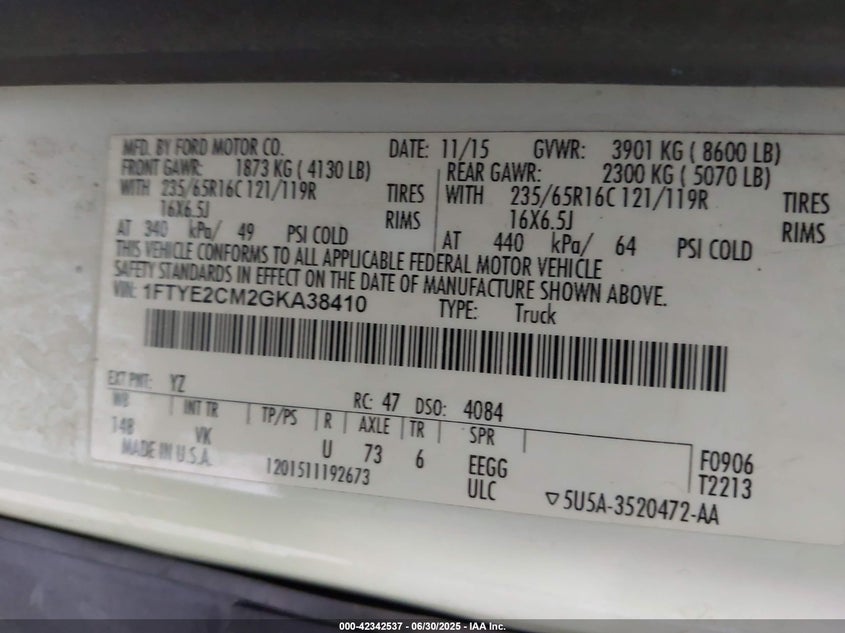 MFD. BY FORD MOTOR CO. DATE: 11/15 GVWR: 3901 KG ( 8600 LB)
FRONT GAWR: 1873 KG ( 4130 LB) REAR GAWR: 2300 KG ( 5070 LB)
WITH 235/65R16C 121/119R TIRES WITH 235/65R16C 121/119R TIRES
16X6.5J RIMS 16X6.5J RIMS
AT 340 kPa/ 49 PSI COLD AT 440 kPa/ 64 PSI COLD
THIS VEHICLE CONFORMS TO ALL APPLICABLE FEDERAL MOTOR VEHICLE
SAFETY STANDARDS IN EFFECT ON THE DATE OF MANUFACTURE SHOWN ABOVE.
VIN: 1FTYE2CM2GKA38410 TYPE: Truck
EXT PNT: YZ RC: 47 DSO: 4084
WB INT TR TP/PS R AXLE TR SPR
148 VK U 73 6 EEGG F0906
MADE IN U.S.A. 1201511192673 ULC T2213
▽5U5A-3520472-AA
000-42342537 - 06/30/2025 - IAA Inc.